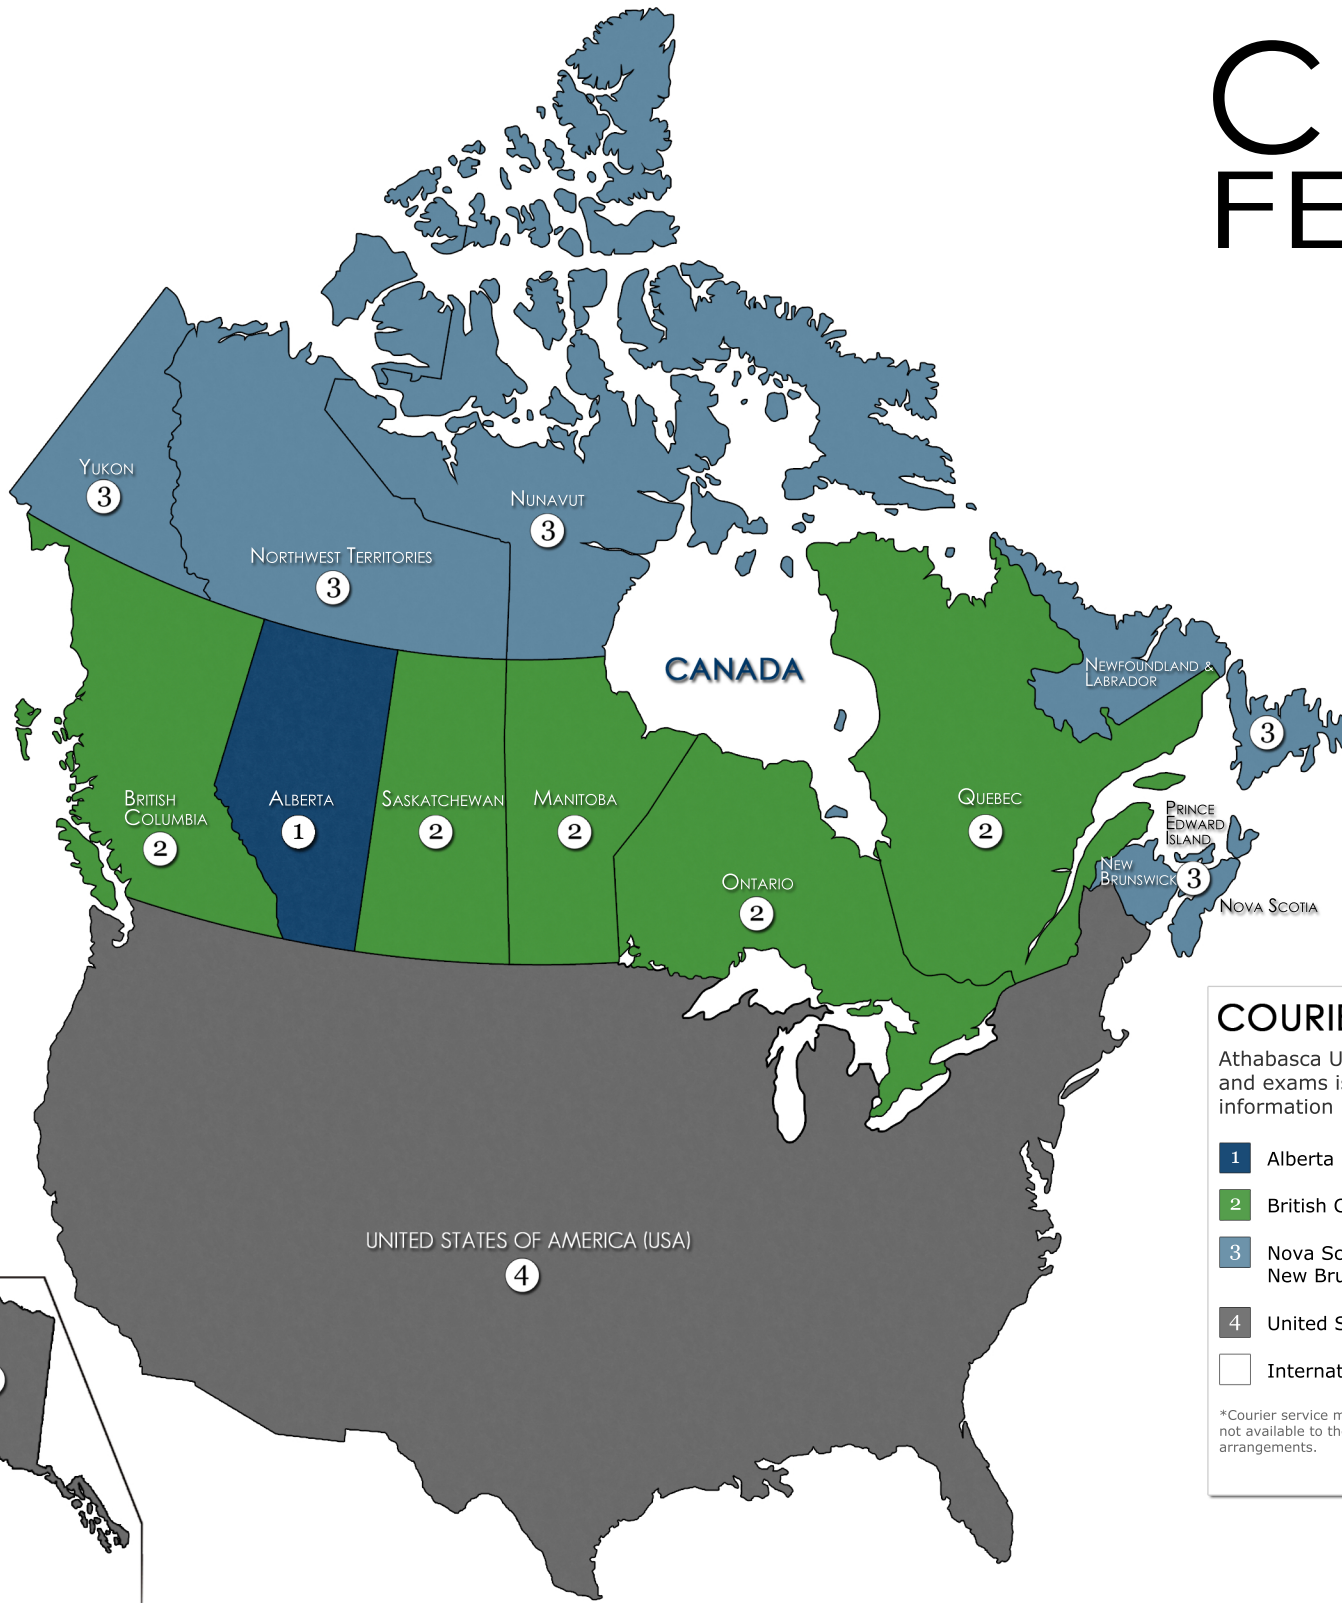 C
FE
YUKON
3
NUNAVUT
3
NORTHWEST TERRITORIES
3
CANADA
NEWFOUNDLAND &
LABRADOR
3
BRITISH
COLUMBIA
2
ALBERTA
1
SASKATCHEWAN
2
MANITOBA
2
ONTARIO
2
QUEBEC
2
PRINCE
EDWARD
ISLAND
NEW
BRUNSWICK
3
NOVA SCOTIA
UNITED STATES OF AMERICA (USA)
4
COURI
Athabasca U
and exams i
information
1 Alberta
2 British
3 Nova Sc
New Bru
4 United S
Internat
*Courier service m
not available to th
arrangements.